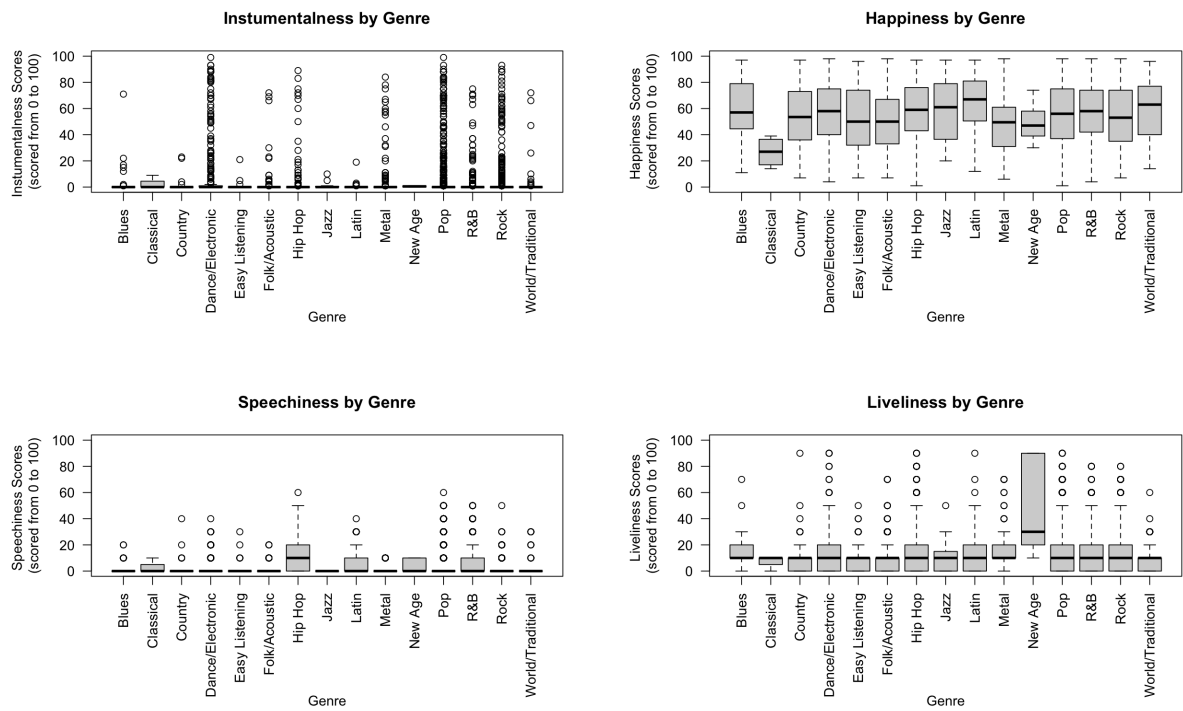 Instumentalness by Genre
Instumentalness Scores
(scored from 0 to 100)
100
80
60
40
20
0
Blues
Classical
Country
Dance/Electronic
Easy Listening
Folk/Acoustic
Hip Hop
Jazz
Latin
Metal
New Age
Pop
R&B
Rock
World/Traditional
Genre
Happiness by Genre
Happiness Scores
(scored from 0 to 100)
100
80
60
40
20
0
Blues
Classical
Country
Dance/Electronic
Easy Listening
Folk/Acoustic
Hip Hop
Jazz
Latin
Metal
New Age
Pop
R&B
Rock
World/Traditional
Genre
Speechiness by Genre
Speechiness Scores
(scored from 0 to 100)
100
80
60
40
20
0
Blues
Classical
Country
Dance/Electronic
Easy Listening
Folk/Acoustic
Hip Hop
Jazz
Latin
Metal
New Age
Pop
R&B
Rock
World/Traditional
Genre
Liveliness by Genre
Liveliness Scores
(scored from 0 to 100)
100
80
60
40
20
0
Blues
Classical
Country
Dance/Electronic
Easy Listening
Folk/Acoustic
Hip Hop
Jazz
Latin
Metal
New Age
Pop
R&B
Rock
World/Traditional
Genre